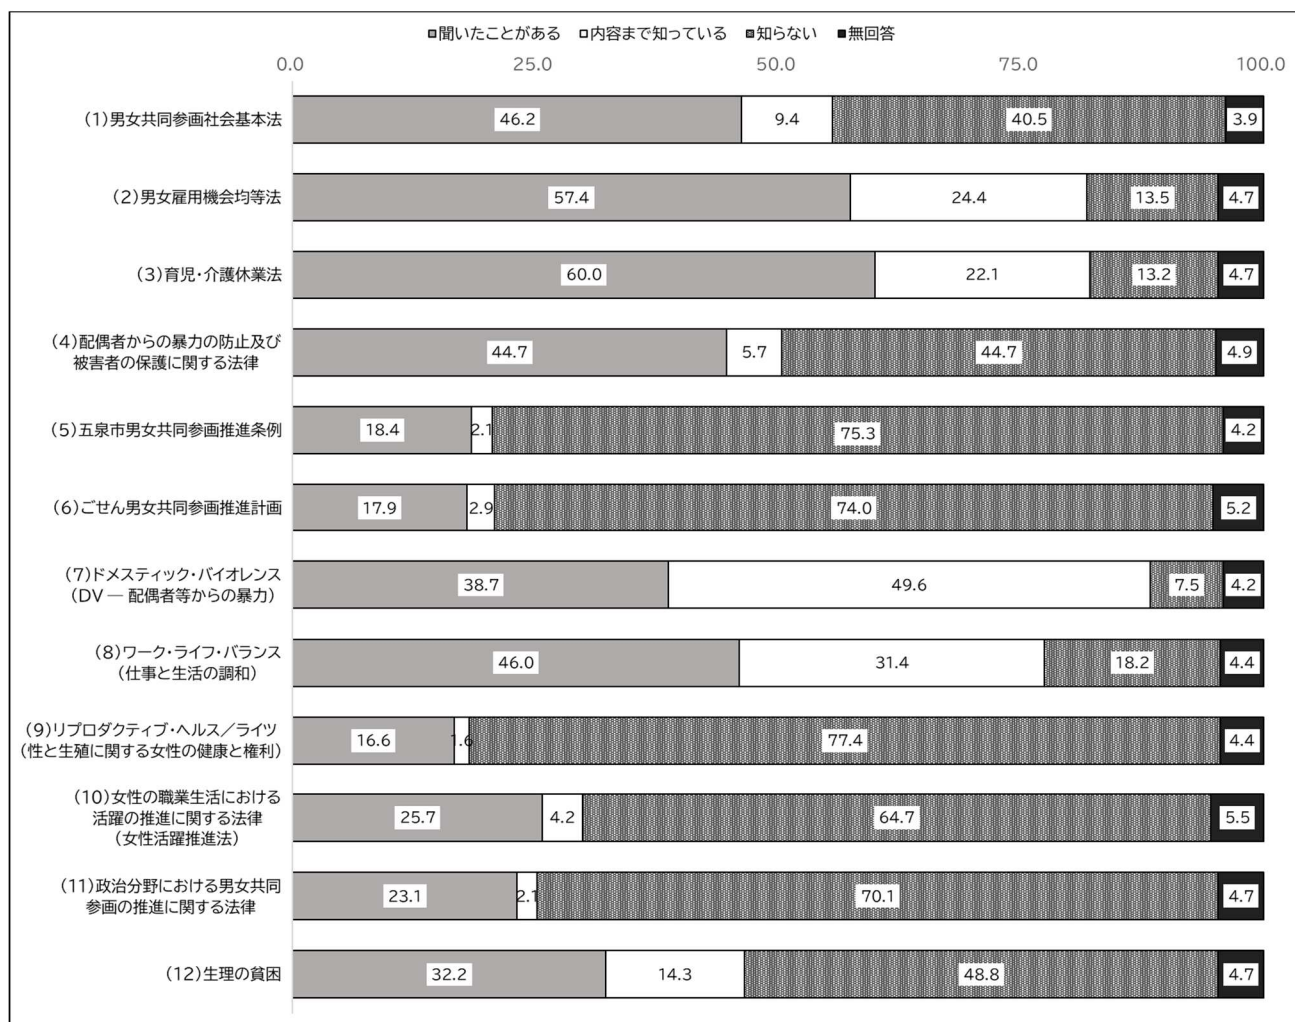 聞いたことがある 内容まで知っている 知らない 無回答
0.0 25.0 50.0 75.0 100.0
(1)男女共同参画社会基本法 46.2 9.4 40.5 3.9
(2)男女雇用機会均等法 57.4 24.4 13.5 4.7
(3)育児・介護休業法 60.0 22.1 13.2 4.7
(4)配偶者からの暴力の防止及び
被害者の保護に関する法律
44.7 5.7 44.7 4.9
(5)五泉市男女共同参画推進条例 18.4 2.1 75.3 4.2
(6)ごせん男女共同参画推進計画 17.9 2.9 74.0 5.2
(7)ドメスティック・バイオレンス
(DV ― 配偶者等からの暴力)
38.7 49.6 7.5 4.2
(8)ワーク・ライフ・バランス
(仕事と生活の調和)
46.0 31.4 18.2 4.4
(9)リプロダクティブ・ヘルス/ライツ
(性と生殖に関する女性の健康と権利)
16.6 1.6 77.4 4.4
(10)女性の職業生活における
活躍の推進に関する法律
(女性活躍推進法)
25.7 4.2 64.7 5.5
(11)政治分野における男女共同
参画の推進に関する法律
23.1 2.1 70.1 4.7
(12)生理の貧困 32.2 14.3 48.8 4.7